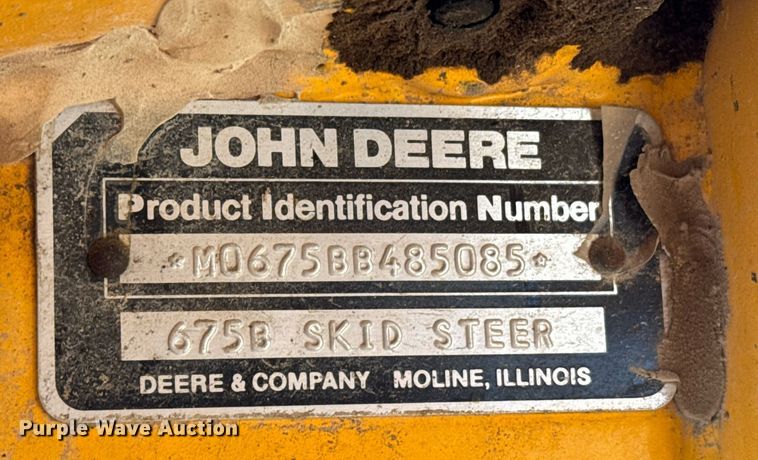 JOHN DEERE
Product Identification Number
*M0675BB485085*
675B SKID STEER
DEERE & COMPANY MOLINE, ILLINOIS
Purple Wave Auction